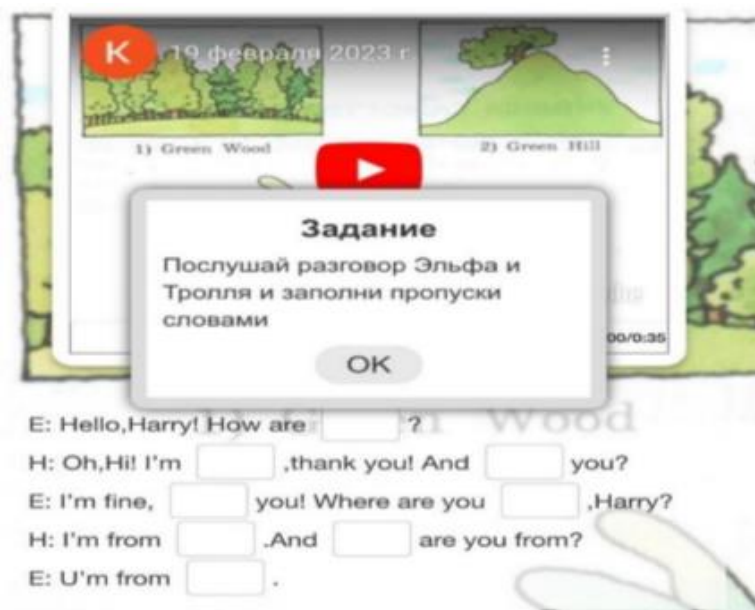 К 19 февраля 2023 г.
1) Green Wood
2) Green Hill
Задание
Послушай разговор Эльфа и
Тролля и заполни пропуски
словами
00/0:35
OK
Wood
E: Hello,Harry! How are ?
H: Oh,Hi! I'm ,thank you! And you?
E: I'm fine, you! Where are you ,Harry?
H: I'm from .And are you from?
E: U'm from .